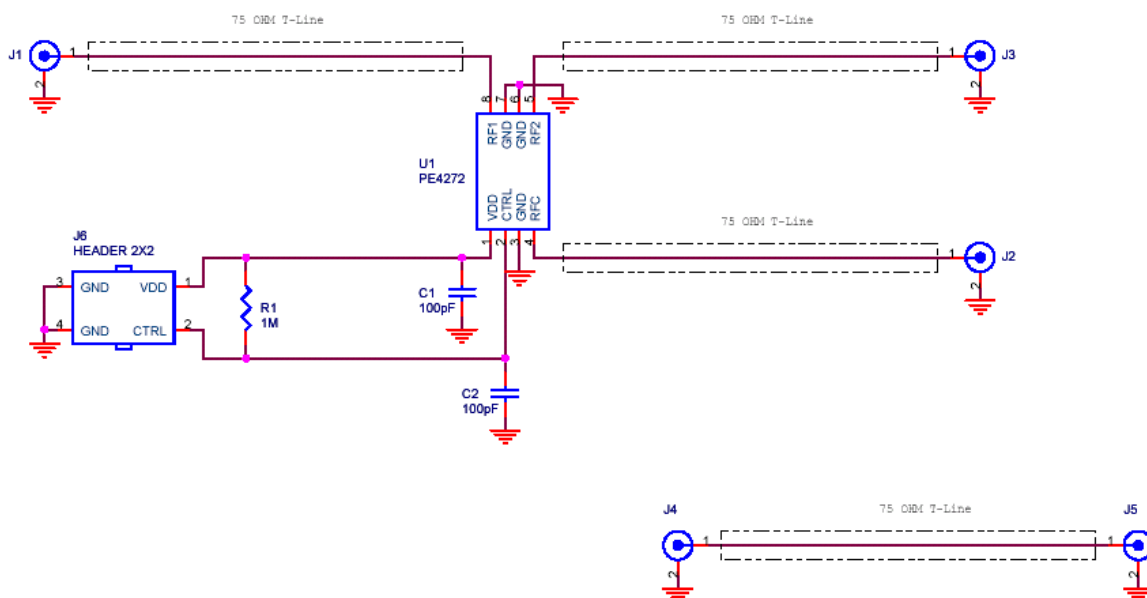 75 OHM T-Line
75 OHM T-Line
J1
1
2
1
J3
2
8
7
6
5
RF1
GND
GND
RF2
U1
PE4272
VDD
CTRL
GND
RFC
1
2
3
4
75 OHM T-Line
1
J2
2
J6
HEADER 2X2
3
GND
VDD
1
4
GND
CTRL
2
R1
1M
C1
100pF
C2
100pF
75 OHM T-Line
J4
J5
1
1
2
2